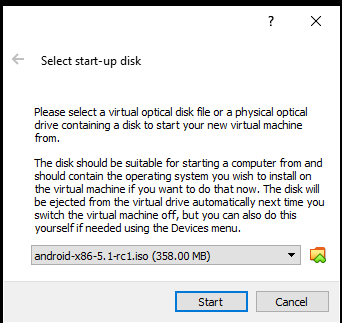 ?
Select start-up disk
Please select a virtual optical disk file or a physical optical
drive containing a disk to start your new virtual machine
from.
The disk should be suitable for starting a computer from and
should contain the operating system you wish to install on
the virtual machine if you want to do that now. The disk will
be ejected from the virtual drive automatically next time you
switch the virtual machine off, but you can also do this
yourself if needed using the Devices menu.
android-x86-5.1-rc1.iso (358.00 MB)
Start Cancel